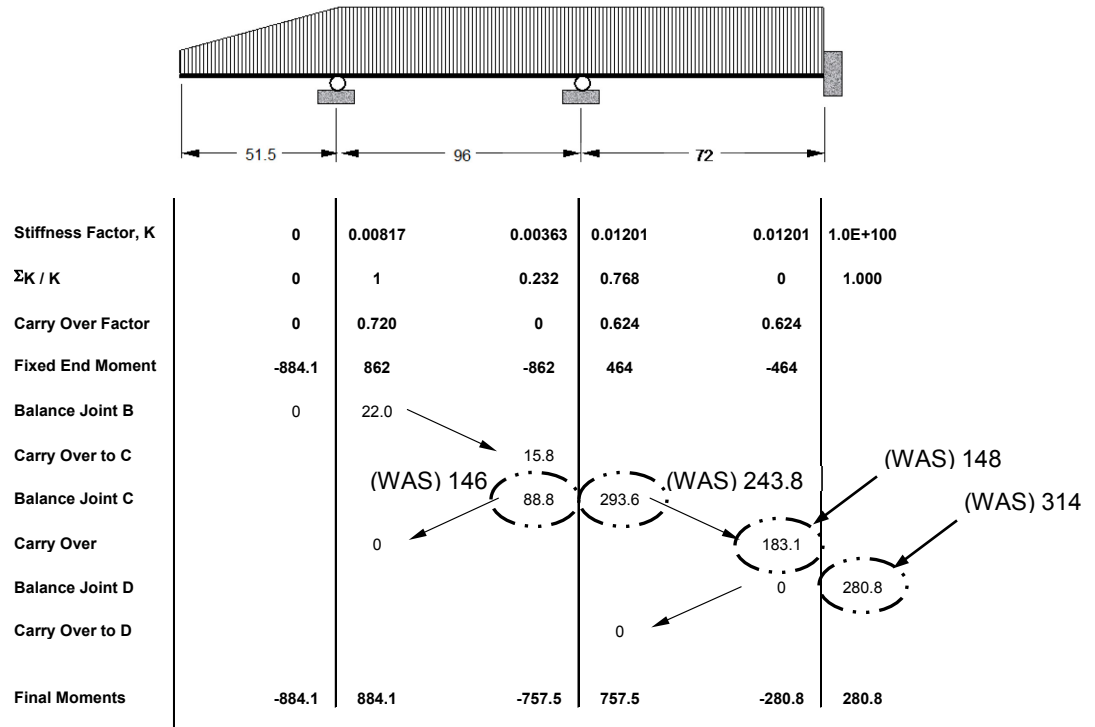 51.5 96 72
Stiffness Factor, K 0 0.00817 0.00363 0.01201 0.01201 1.0E+100
ΣK / K 0 1 0.232 0.768 0 1.000
Carry Over Factor 0 0.720 0 0.624 0.624
Fixed End Moment -884.1 862 -862 464 -464
Balance Joint B 0 22.0
Carry Over to C 15.8 (WAS) 148
(WAS) 146 (WAS) 243.8
Balance Joint C 88.8 293.6 (WAS) 314
Carry Over 0 183.1
Balance Joint D 0 280.8
Carry Over to D 0
Final Moments -884.1 884.1 -757.5 757.5 -280.8 280.8